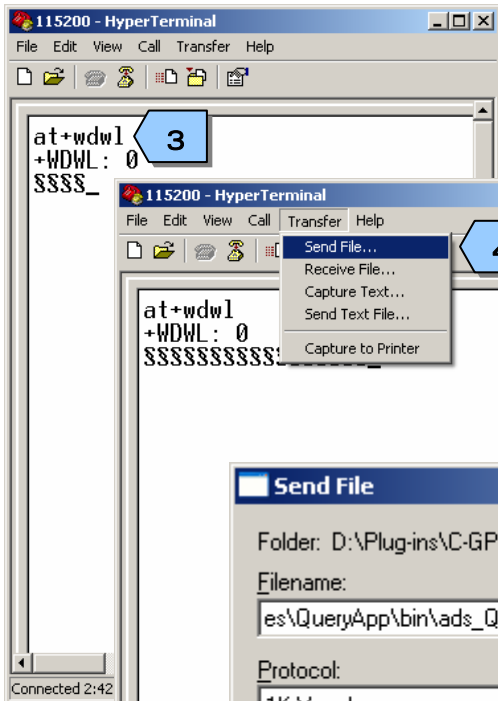 115200 - HyperTerminal
File Edit View Call Transfer Help
at+wdwl
3
+WDWL: 0
§§§§_
115200 - HyperTerminal
File Edit View Call Transfer Help
Send File...
4
Receive File...
Capture Text...
Send Text File...
Capture to Printer
at+wdwl
+WDWL: 0
Send File
Folder: D:\Plug-ins\C-GP
Filename:
es\QueryApp\bin\ads_Q
Protocol:
Connected 2:42